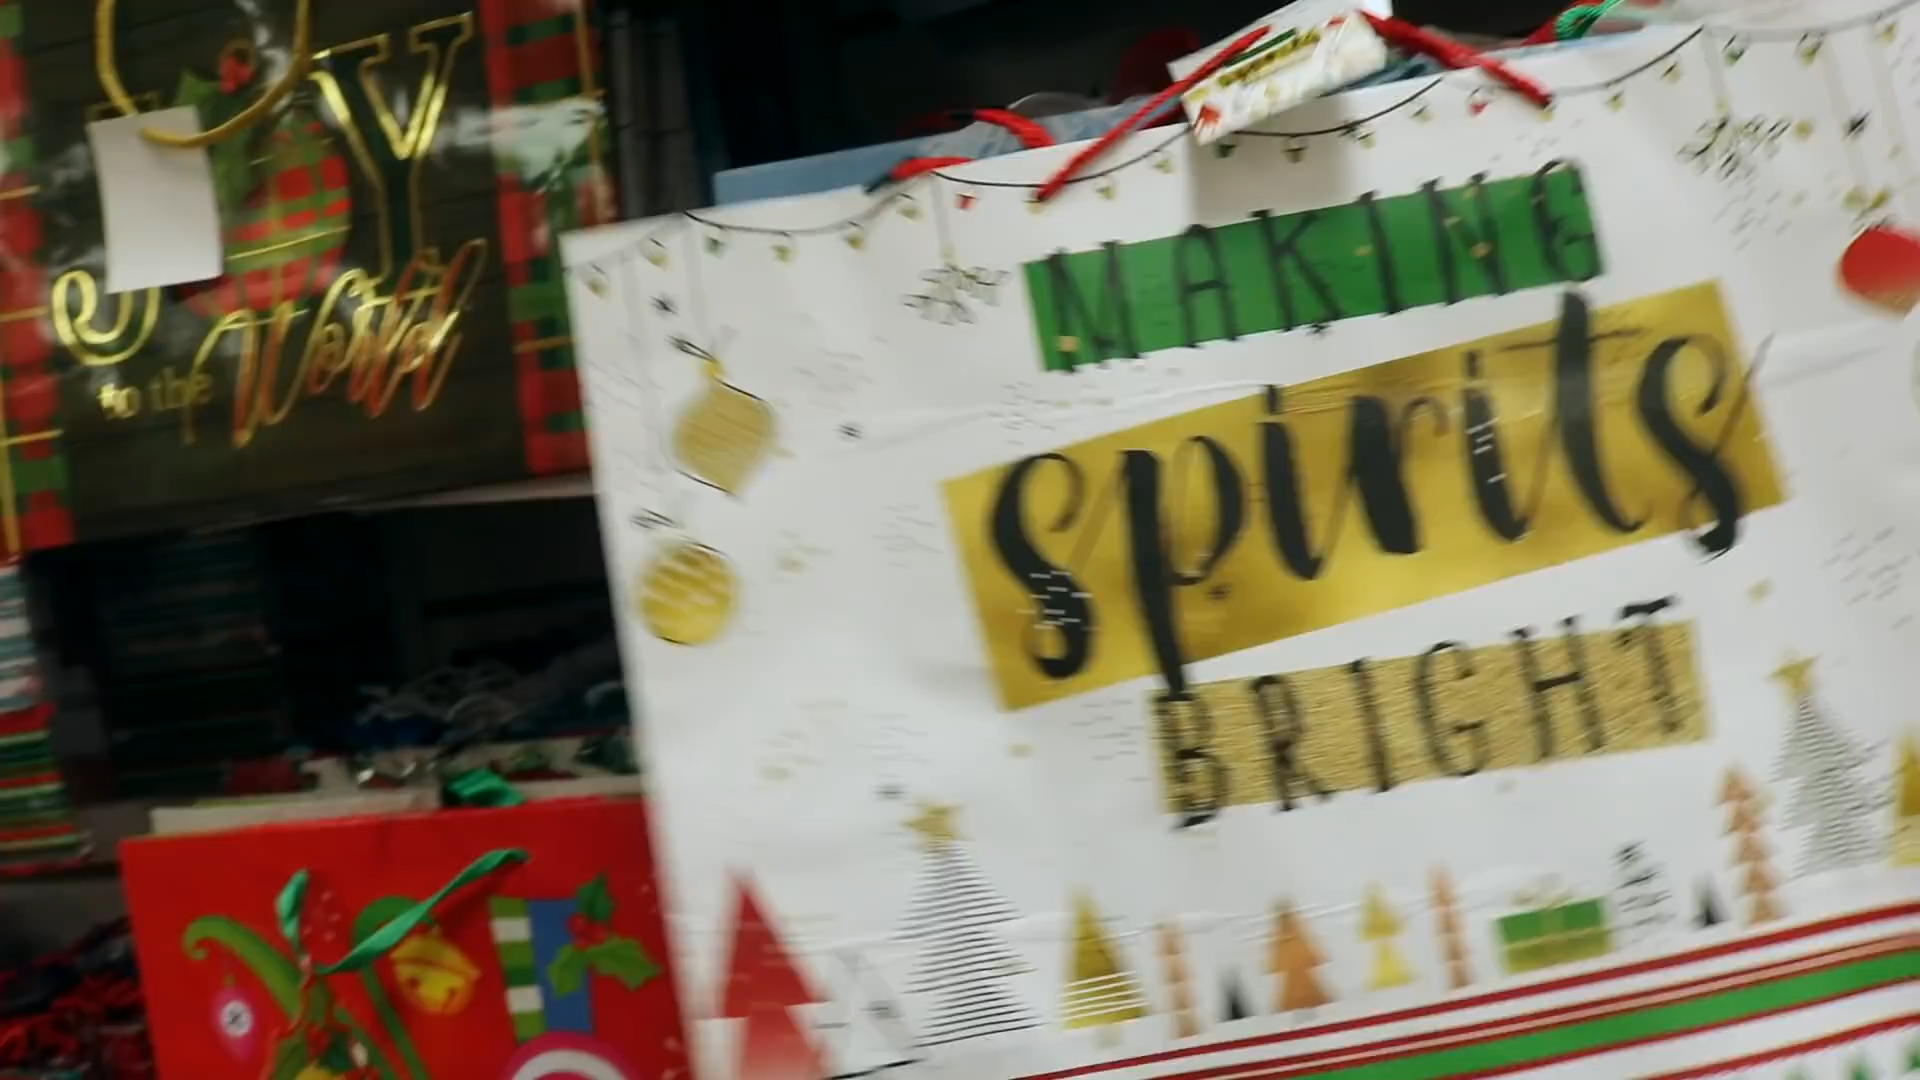 JOY
to the World
MAKING
spirits
BRIGHT